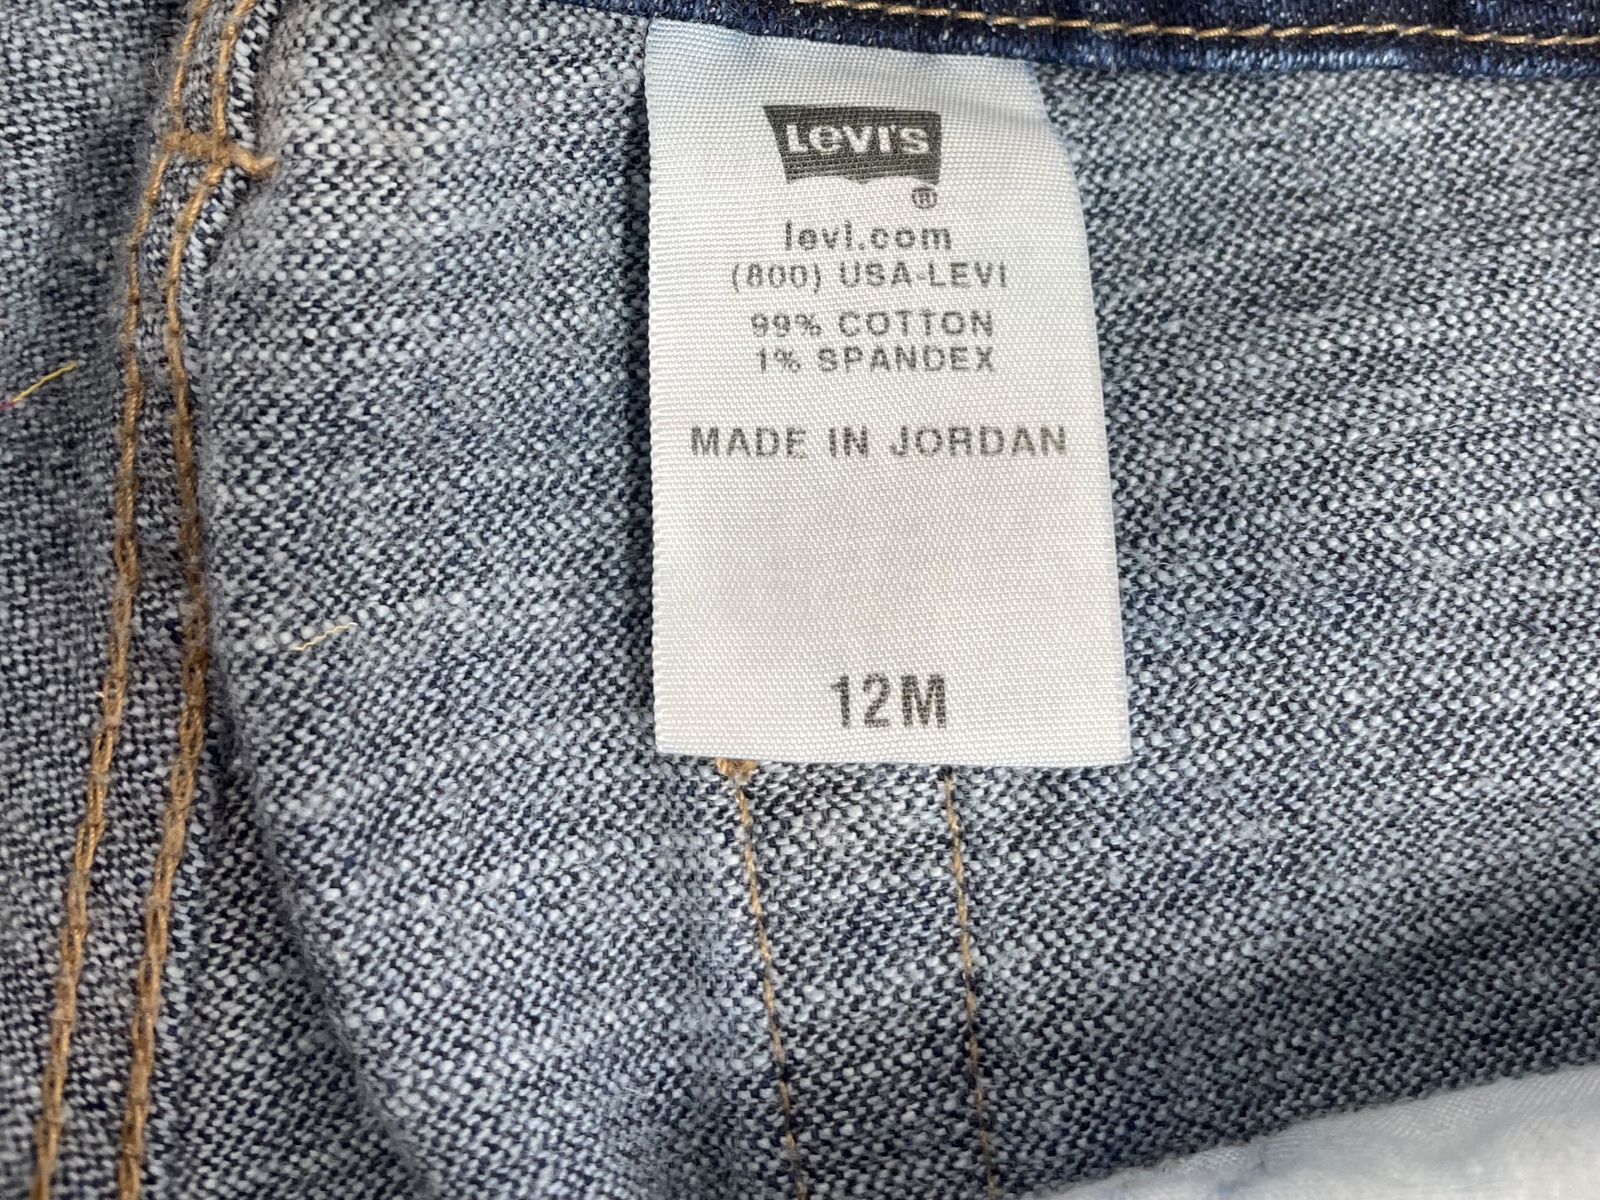 Levi's
®
levi.com
(800) USA-LEVI
99% COTTON
1% SPANDEX
MADE IN JORDAN
12M